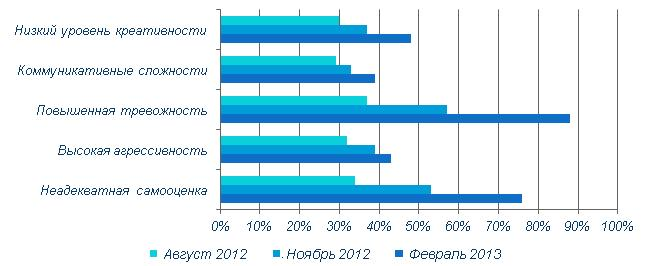 Низкий уровень креативности
Коммуникативные сложности
Повышенная тревожность
Высокая агрессивность
Неадекватная самооценка
0% 10% 20% 30% 40% 50% 60% 70% 80% 90% 100%
Август 2012 Ноябрь 2012 Февраль 2013